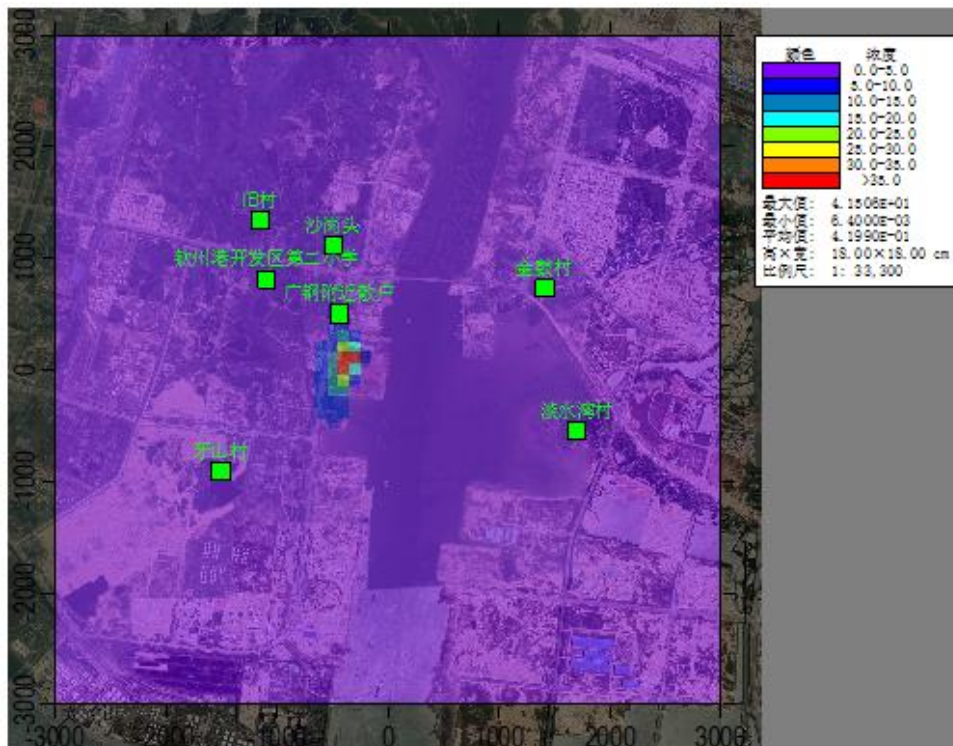 颜色 浓度
0.0-5.0
5.0-10.0
10.0-15.0
15.0-20.0
20.0-25.0
25.0-30.0
30.0-35.0
>35.0
最大值: 4.1806E+01
最小值: 6.4000E-03
平均值: 4.1990E-01
高×宽: 18.00×18.00 cm
比例尺: 1: 33,300
旧村
沙岗头
钦州港开发区第二小学
金鼓村
广钢附近散户
淡水湾村
牙山村
3000
2000
1000
0
-1000
-2000
-3000
-3000 -2000 -1000 0 1000 2000 3000